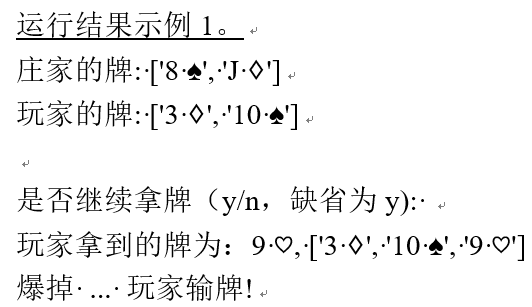 运行结果示例 1。
庄家的牌: ['8 ♠', 'J ♢']
玩家的牌: ['3 ♢', '10 ♠']
是否继续拿牌（y/n，缺省为 y):
玩家拿到的牌为：9 ♡, ['3 ♢', '10 ♠', '9 ♡']
爆掉 ... 玩家输牌!